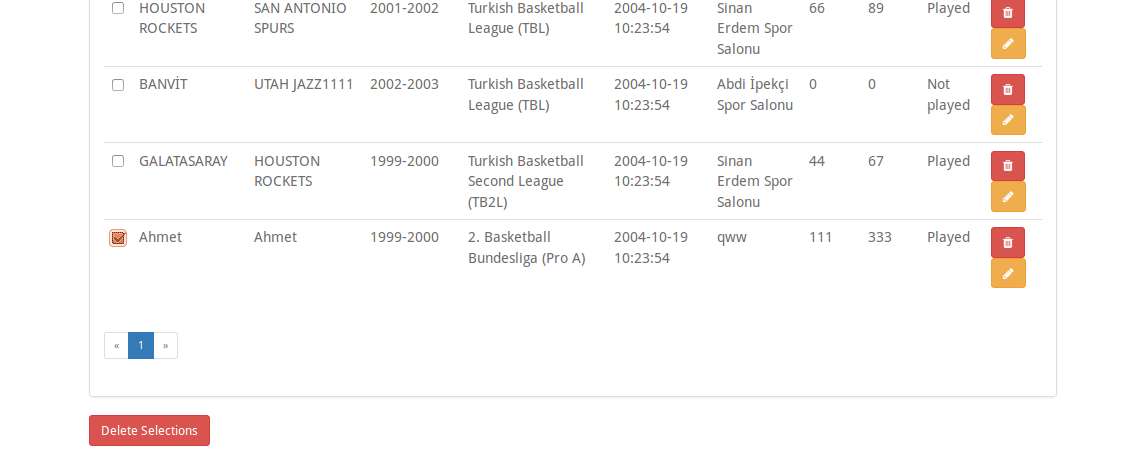 HOUSTON ROCKETS SAN ANTONIO SPURS 2001-2002 Turkish Basketball League (TBL) 2004-10-19 10:23:54 Sinan Erdem Spor Salonu 66 89 Played
BANVİT UTAH JAZZ1111 2002-2003 Turkish Basketball League (TBL) 2004-10-19 10:23:54 Abdi İpekçi Spor Salonu 0 0 Not played
GALATASARAY HOUSTON ROCKETS 1999-2000 Turkish Basketball Second League (TB2L) 2004-10-19 10:23:54 Sinan Erdem Spor Salonu 44 67 Played
Ahmet Ahmet 1999-2000 2. Basketball Bundesliga (Pro A) 2004-10-19 10:23:54 qww 111 333 Played
« 1 »
Delete Selections